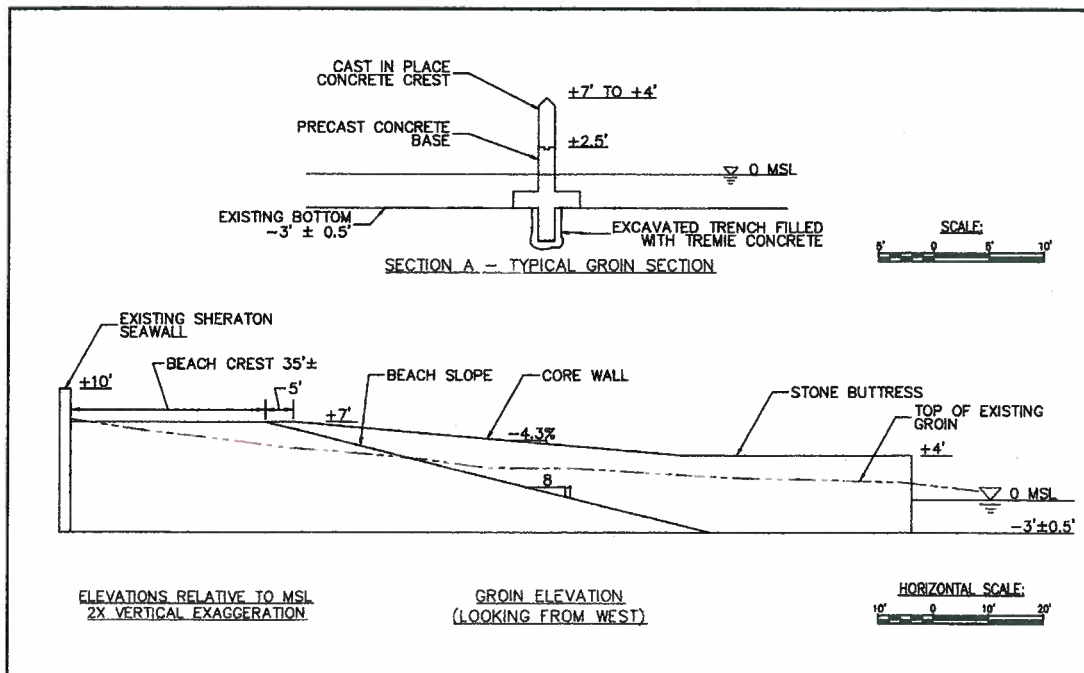 CAST IN PLACE
CONCRETE CREST
+7' TO +4'
PRECAST CONCRETE
BASE
±2.5'
0 MSL
EXISTING BOTTOM
-3' ± 0.5'
EXCAVATED TRENCH FILLED
WITH TREMIE CONCRETE
SECTION A - TYPICAL GROIN SECTION
SCALE:
5' 0 5' 10'
EXISTING SHERATON
SEAWALL
BEACH CREST 35'±
+10'
5'
BEACH SLOPE
CORE WALL
STONE BUTTRESS
TOP OF EXISTING
GROIN
+7'
-4.3%
+4'
8
1
0 MSL
-3'±0.5'
ELEVATIONS RELATIVE TO MSL
2X VERTICAL EXAGGERATION
GROIN ELEVATION
(LOOKING FROM WEST)
HORIZONTAL SCALE:
10' 0 10' 20'